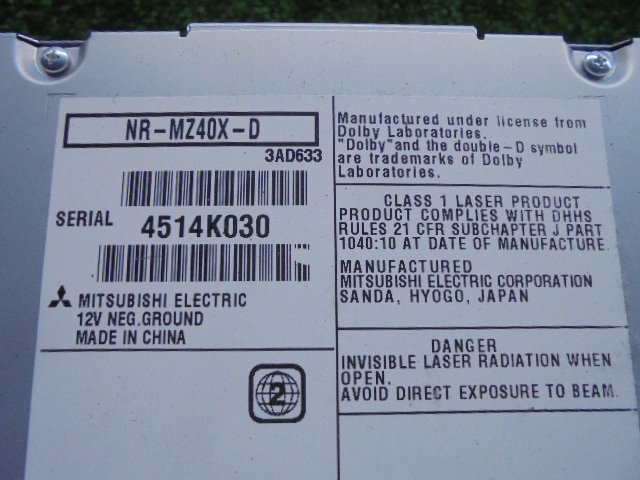 NR-MZ40X-D
3AD633
SERIAL 4514K030
MITSUBISHI ELECTRIC
12V NEG.GROUND
MADE IN CHINA
2
Manufactured under license from
Dolby Laboratories.
"Dolby"and the double-D symbol
are trademarks of Dolby
Laboratories.
CLASS 1 LASER PRODUCT
PRODUCT COMPLIES WITH DHHS
RULES 21 CFR SUBCHAPTER J PART
1040:10 AT DATE OF MANUFACTURE.
MANUFACTURED
MITSUBISHI ELECTRIC CORPORATION
SANDA, HYOGO, JAPAN
DANGER
INVISIBLE LASER RADIATION WHEN
OPEN.
AVOID DIRECT EXPOSURE TO BEAM.